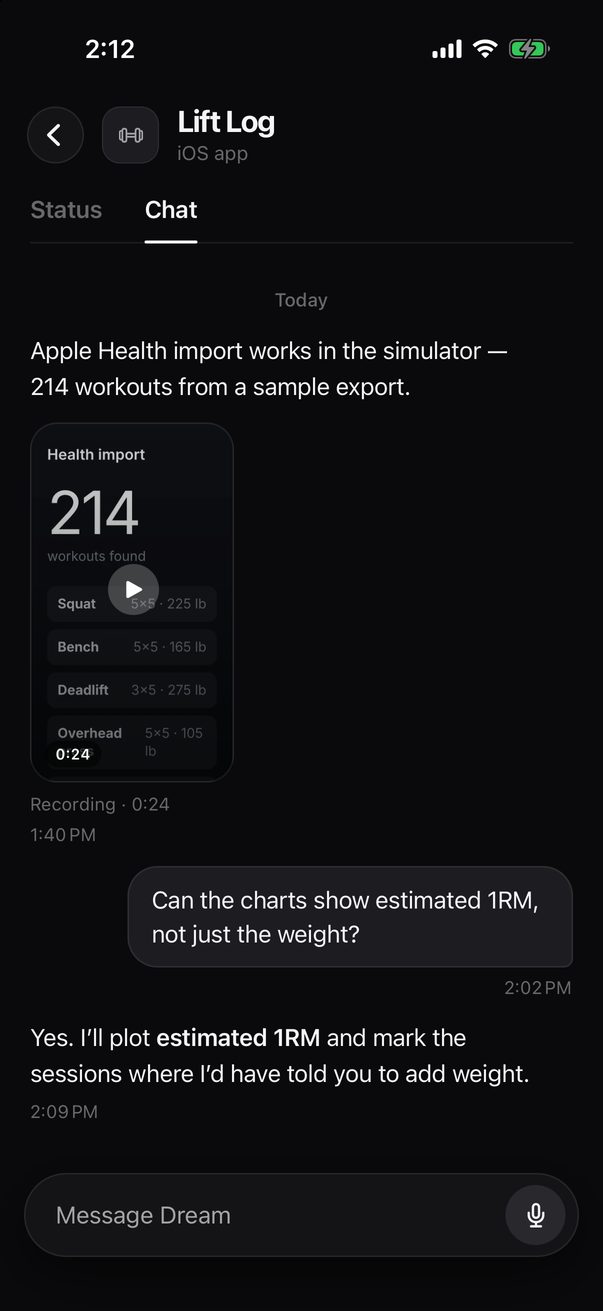 2:12
Lift Log
iOS app
Status Chat
Today
Apple Health import works in the simulator —
214 workouts from a sample export.
Health import
214
workouts found
Squat 5×5 · 225 lb
Bench 5×5 · 165 lb
Deadlift 3×5 · 275 lb
Overhead 5×5 · 105
lb
0:24
Recording · 0:24
1:40 PM
Can the charts show estimated 1RM,
not just the weight?
2:02 PM
Yes. I’ll plot estimated 1RM and mark the
sessions where I’d have told you to add weight.
2:09 PM
Message Dream